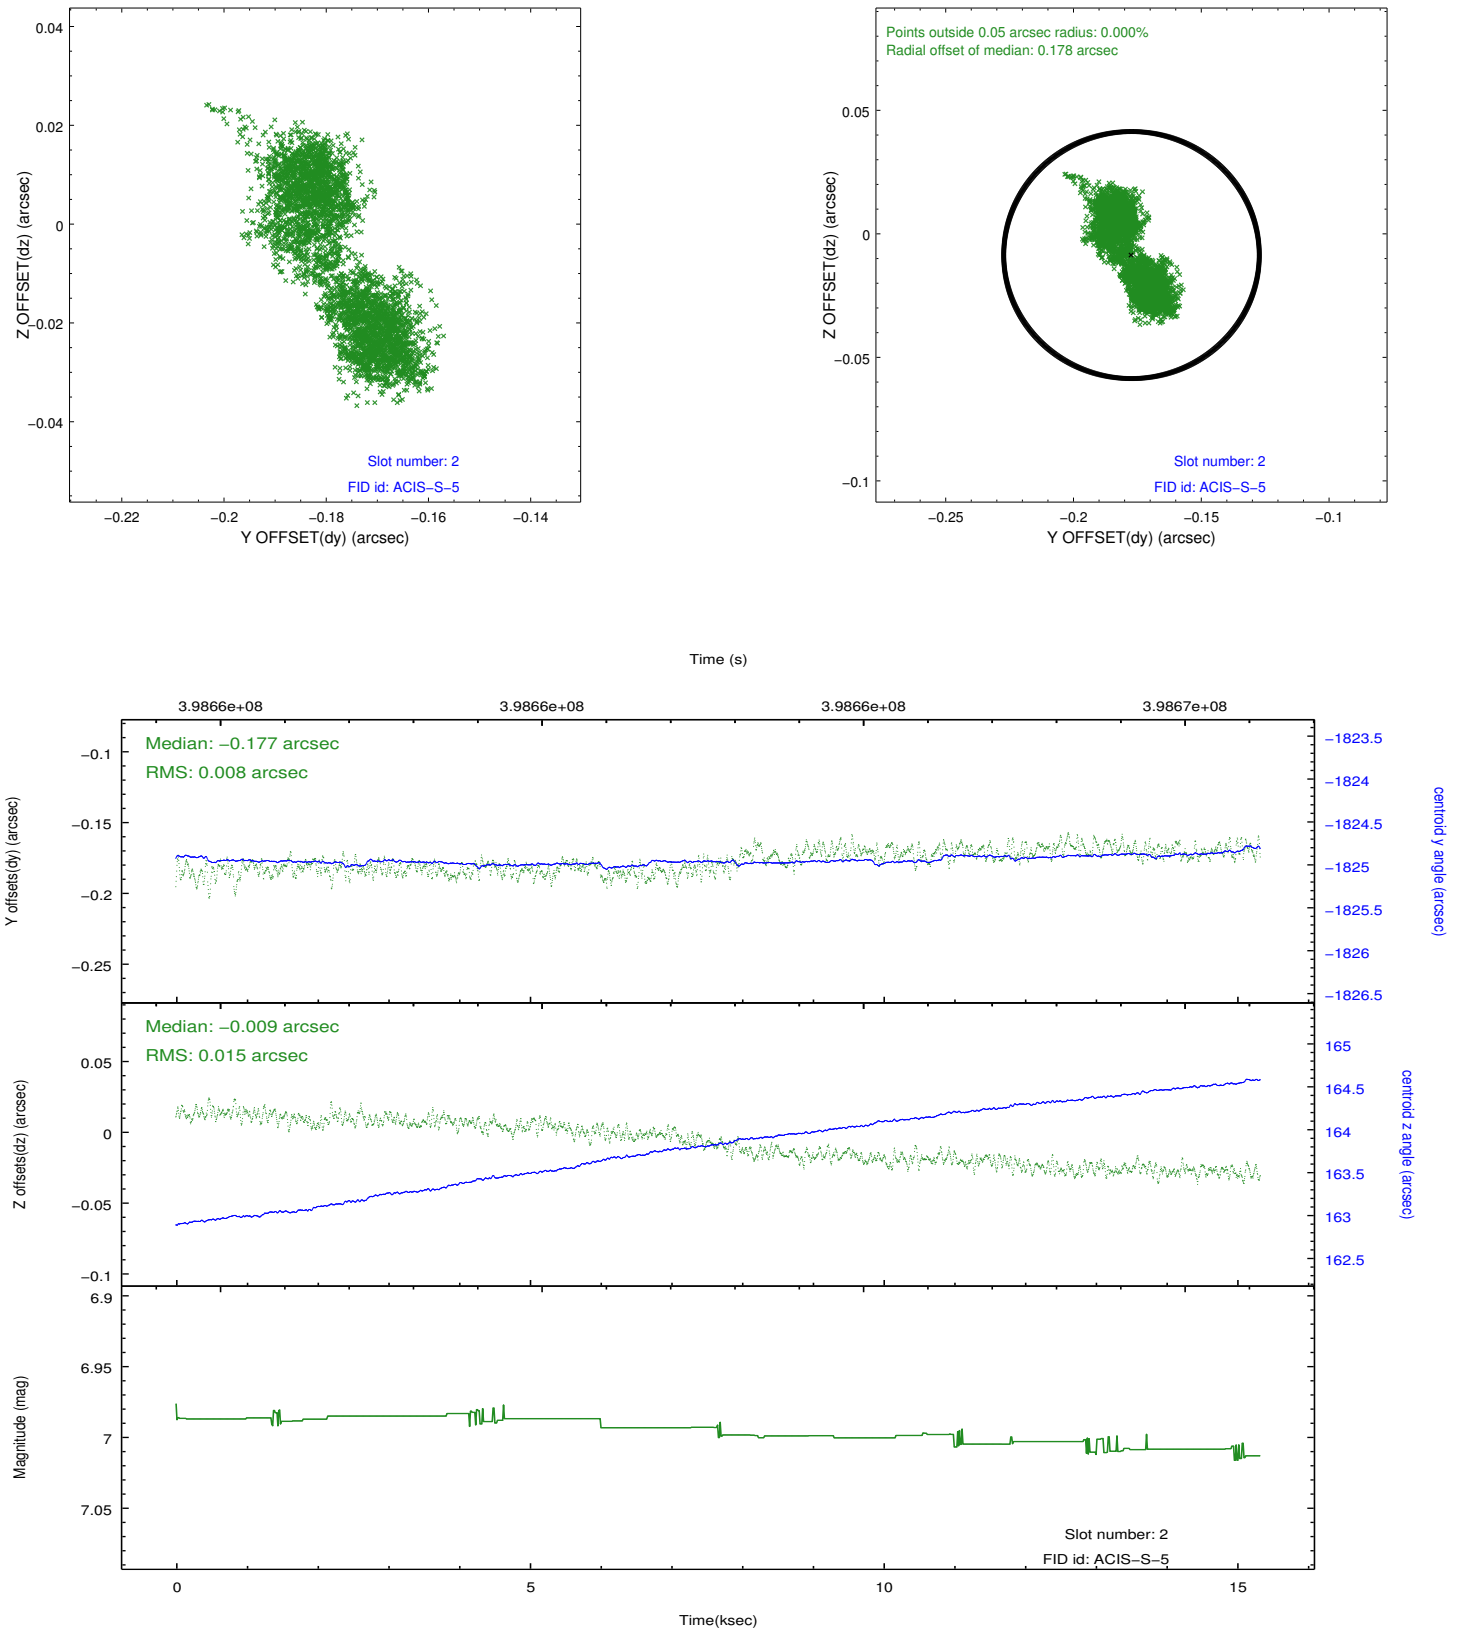 0.04
0.02
0
−0.02
−0.04
Z OFFSET(dz) (arcsec)
Slot number: 2
FID id: ACIS−S−5
−0.22
−0.2
−0.18
−0.16
−0.14
Y OFFSET(dy) (arcsec)
Points outside 0.05 arcsec radius: 0.000%
Radial offset of median: 0.178 arcsec
0.05
0
−0.05
−0.1
Z OFFSET(dz) (arcsec)
Slot number: 2
FID id: ACIS−S−5
−0.25
−0.2
−0.15
−0.1
Y OFFSET(dy) (arcsec)
Time (s)
3.9866e+08
3.9866e+08
3.9866e+08
3.9867e+08
Median: −0.177 arcsec
RMS: 0.008 arcsec
−0.1
−0.15
−0.2
−0.25
Y offsets(dy) (arcsec)
−1823.5
−1824
−1824.5
−1825
−1825.5
−1826
−1826.5
centroid y angle (arcsec)
Median: −0.009 arcsec
RMS: 0.015 arcsec
0.05
0
−0.05
−0.1
Z offsets(dz) (arcsec)
165
164.5
164
163.5
163
162.5
centroid z angle (arcsec)
6.9
6.95
7
7.05
Magnitude (mag)
Slot number: 2
FID id: ACIS−S−5
0
5
10
15
Time(ksec)